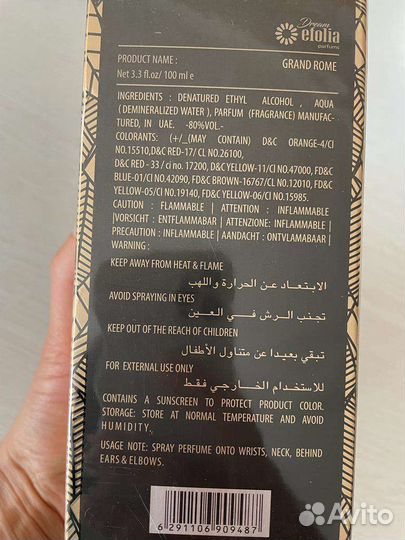 Dream
efolia
parfums
PRODUCT NAME : GRAND ROME
Net 3.3 fl.oz/ 100 ml e
INGREDIENTS : DENATURED ETHYL ALCOHOL , AQUA
( DEMINERALIZED WATER ), PARFUM (FRAGRANCE) MANUFAC-
TURED, IN UAE. -80%VOL.-
COLORANTS: (+/_(MAY CONTAIN) D&C ORANGE-4/CI
NO.15510,D&C RED-17/ CL NO.26100,
D&C RED - 33 / ci no. 17200, D&C YELLOW-11/CI NO.47000, FD&C
BLUE-01/CI NO.42090, FD&C BROWN-16767/CL NO.12010, FD&C
YELLOW-05/CI NO.19140, FD&C YELLOW-06/CI NO.15985.
CAUTION : FLAMMABLE | ATTENTION : INFLAMMABLE
|VORSICHT : ENTFLAMMABAR | ATTENZIONE: INFLAMMABLE |
PRECAUTION : INFLAMMABLE | AANDACHT : ONTVLAMABAAR |
WARNING :
KEEP AWAY FROM HEAT & FLAME
الابتعاد عن الحرارة واللهب
AVOID SPRAYING IN EYES
تجنب الرش في العين
KEEP OUT OF THE REACH OF CHILDREN
تبقي بعيدا عن متناول الأطفال
FOR EXTERNAL USE ONLY
للاستخدام الخارجي فقط
CONTAINS A SUNSCREEN TO PROTECT PRODUCT COLOR.
STORAGE: STORE AT NORMAL TEMPERATURE AND AVOID
HUMIDITY.
USAGE NOTE: SPRAY PERFUME ONTO WRISTS, NECK, BEHIND
EARS & ELBOWS.
6 291106 909487
Avito